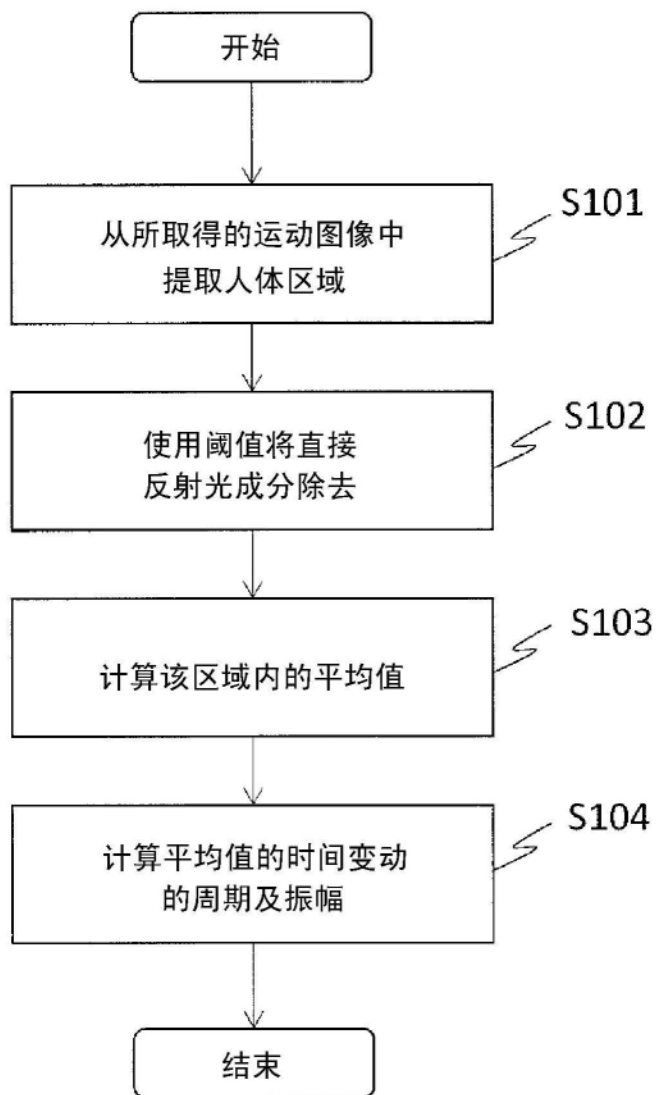 开始
S101
从所取得的运动图像中
提取人体区域
S102
使用阈值将直接
反射光成分除去
S103
计算该区域内的平均值
S104
计算平均值的时间变动
的周期及振幅
结束